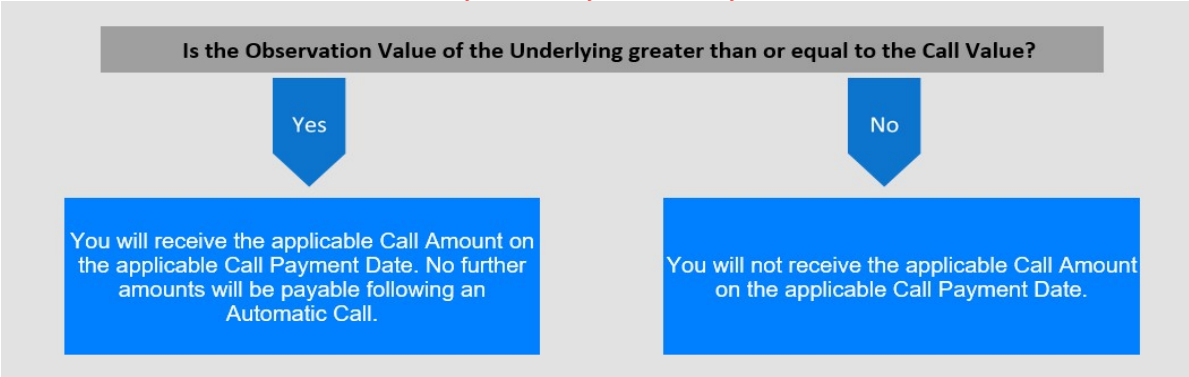 Is the Observation Value of the Underlying greater than or equal to the Call Value?
Yes
No
You will receive the applicable Call Amount on
the applicable Call Payment Date. No further
amounts will be payable following an
Automatic Call.
You will not receive the applicable Call Amount
on the applicable Call Payment Date.